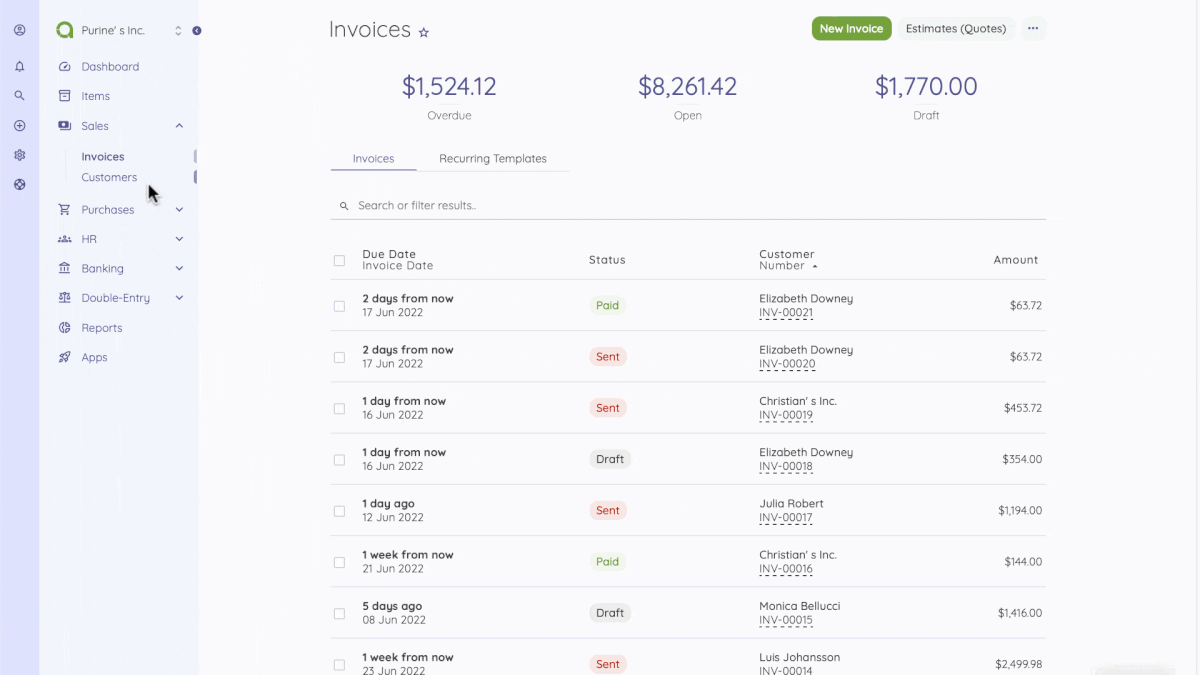 Purine' s Inc.
Dashboard
Items
Sales
Invoices
Customers
Purchases
HR
Banking
Double-Entry
Reports
Apps
Invoices
New Invoice
Estimates (Quotes)
$1,524.12
Overdue
$8,261.42
Open
$1,770.00
Draft
Invoices
Recurring Templates
Search or filter results..
Due Date
Invoice Date
Status
Customer
Number
Amount
2 days from now
17 Jun 2022
Paid
Elizabeth Downey
INV-00021
$63.72
2 days from now
17 Jun 2022
Sent
Elizabeth Downey
INV-00020
$63.72
1 day from now
16 Jun 2022
Sent
Christian' s Inc.
INV-00019
$453.72
1 day from now
16 Jun 2022
Draft
Elizabeth Downey
INV-00018
$354.00
1 day ago
12 Jun 2022
Sent
Julia Robert
INV-00017
$1,194.00
1 week from now
21 Jun 2022
Paid
Christian' s Inc.
INV-00016
$144.00
5 days ago
08 Jun 2022
Draft
Monica Bellucci
INV-00015
$1,416.00
1 week from now
23 Jun 2022
Sent
Luis Johansson
INV-00014
$2,499.98